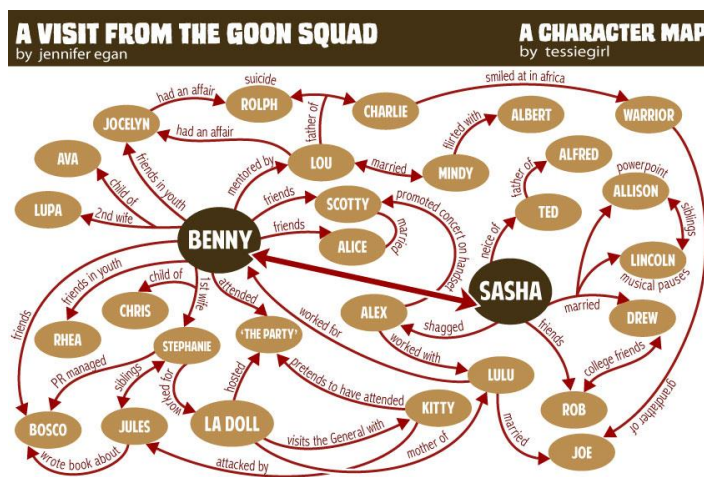 A VISIT FROM THE GOON SQUAD
by jennifer egan
A CHARACTER MAP
by tessiegirl
suicide
smiled at in africa
had an affair
ROLPH
CHARLIE
ALBERT
WARRIOR
JOCELYN
had an affair
father of
flirted with
AVA
friends in youth
mentored by
LOU
married
MINDY
ALFRED
powerpoint
child of
father of
ALLISON
LUPA
2nd wife
friends
SCOTTY
promoted concert on handset
TED
siblings
BENNY
friends
ALICE
married
neice of
LINCOLN
musical pauses
SASHA
married
friends
friends in youth
child of
1st wife
attended
CHRIS
ALEX
shagged
DREW
RHEA
STEPHANIE
'THE PARTY'
worked for
friends
worked with
college friends
PR managed
siblings
worked for
hosted
pretends to have attended
LULU
grandfather of
BOSCO
JULES
LA DOLL
KITTY
ROB
visits the General with
mother of
married
JOE
wrote book about
attacked by